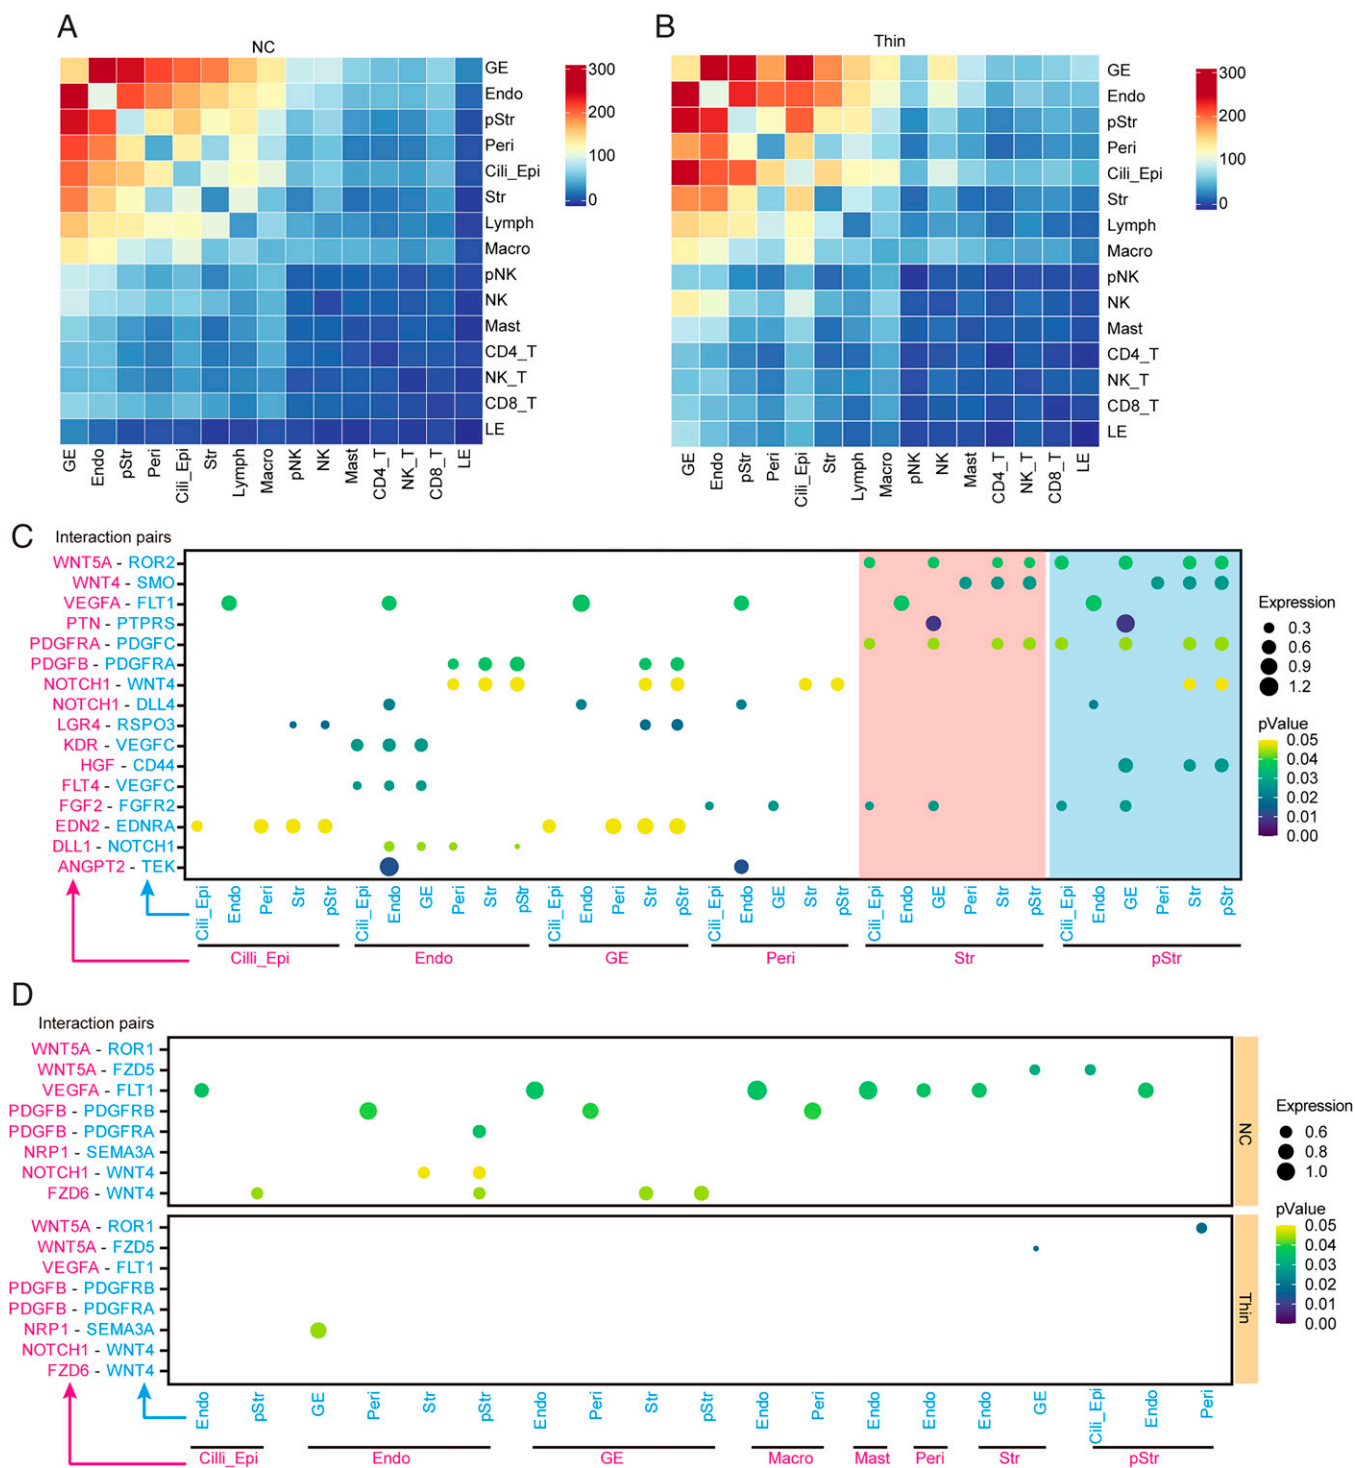 A
NC
GE
Endo
pStr
Peri
Cili_Epi
Str
Lymph
Macro
pNK
NK
Mast
CD4_T
NK_T
CD8_T
LE
GE
Endo
pStr
Peri
Cili_Epi
Str
Lymph
Macro
pNK
NK
Mast
CD4_T
NK_T
CD8_T
LE
300
200
100
0
B
Thin
GE
Endo
pStr
Peri
Cili_Epi
Str
Lymph
Macro
pNK
NK
Mast
CD4_T
NK_T
CD8_T
LE
GE
Endo
pStr
Peri
Cili_Epi
Str
Lymph
Macro
pNK
NK
Mast
CD4_T
NK_T
CD8_T
LE
300
200
100
0
C
Interaction pairs
WNT5A - ROR2
WNT4 - SMO
VEGFA - FLT1
PTN - PTPRS
PDGFRA - PDGFC
PDGFB - PDGFRA
NOTCH1 - WNT4
NOTCH1 - DLL4
LGR4 - RSPO3
KDR - VEGFC
HGF - CD44
FLT4 - VEGFC
FGF2 - FGFR2
EDN2 - EDNRA
DLL1 - NOTCH1
ANGPT2 - TEK
Cili_Epi
Endo
Peri
Str
pStr
Cili_Epi
Endo
GE
Peri
Str
pStr
Cili_Epi
Endo
Peri
Str
pStr
Cili_Epi
Endo
GE
Str
pStr
Cili_Epi
Endo
GE
Peri
Str
pStr
Cili_Epi
Endo
GE
Peri
Str
pStr
Cilli_Epi
Endo
GE
Peri
Str
pStr
Expression
0.3
0.6
0.9
1.2
pValue
0.05
0.04
0.03
0.02
0.01
0.00
D
Interaction pairs
WNT5A - ROR1
WNT5A - FZD5
VEGFA - FLT1
PDGFB - PDGFRB
PDGFB - PDGFRA
NRP1 - SEMA3A
NOTCH1 - WNT4
FZD6 - WNT4
NC
WNT5A - ROR1
WNT5A - FZD5
VEGFA - FLT1
PDGFB - PDGFRB
PDGFB - PDGFRA
NRP1 - SEMA3A
NOTCH1 - WNT4
FZD6 - WNT4
Thin
Endo
pStr
GE
Peri
Str
pStr
Endo
Peri
Str
pStr
Endo
Peri
Endo
Endo
Endo
GE
Cili_Epi
Endo
Peri
Cilli_Epi
Endo
GE
Macro
Mast
Peri
Str
pStr
Expression
0.6
0.8
1.0
pValue
0.05
0.04
0.03
0.02
0.01
0.00